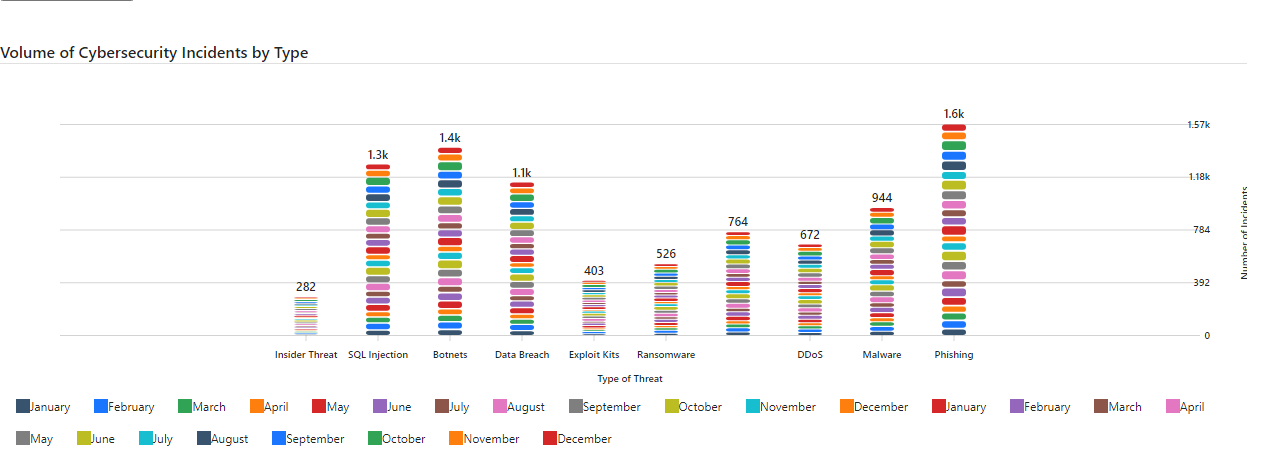 Volume of Cybersecurity Incidents by Type
1.6k
1.57k
1.4k
1.3k
1.1k
1.18k
944
764
784
672
526
403
392
282
0
Number of Incidents
Insider Threat SQL Injection Botnets Data Breach Exploit Kits Ransomware DDoS Malware Phishing
Type of Threat
January February March April May June July August September October November December January February March April
May June July August September October November December